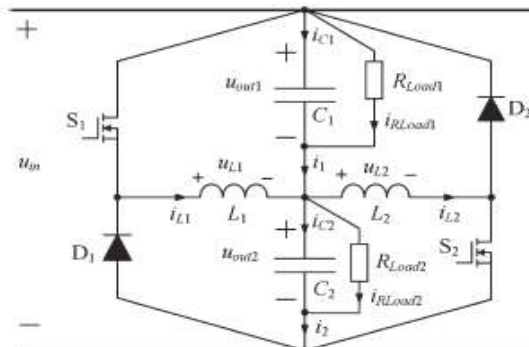 +
i_C1
+
u_out1
C_1
−
R_Load1
i_RLoad1
S_1
D_2
u_in
i_1
+ u_L1 −
+ u_L2 −
i_L1
L_1
i_C2
L_2
i_L2
D_1
+
u_out2
C_2
−
R_Load2
i_RLoad2
S_2
−
i_2